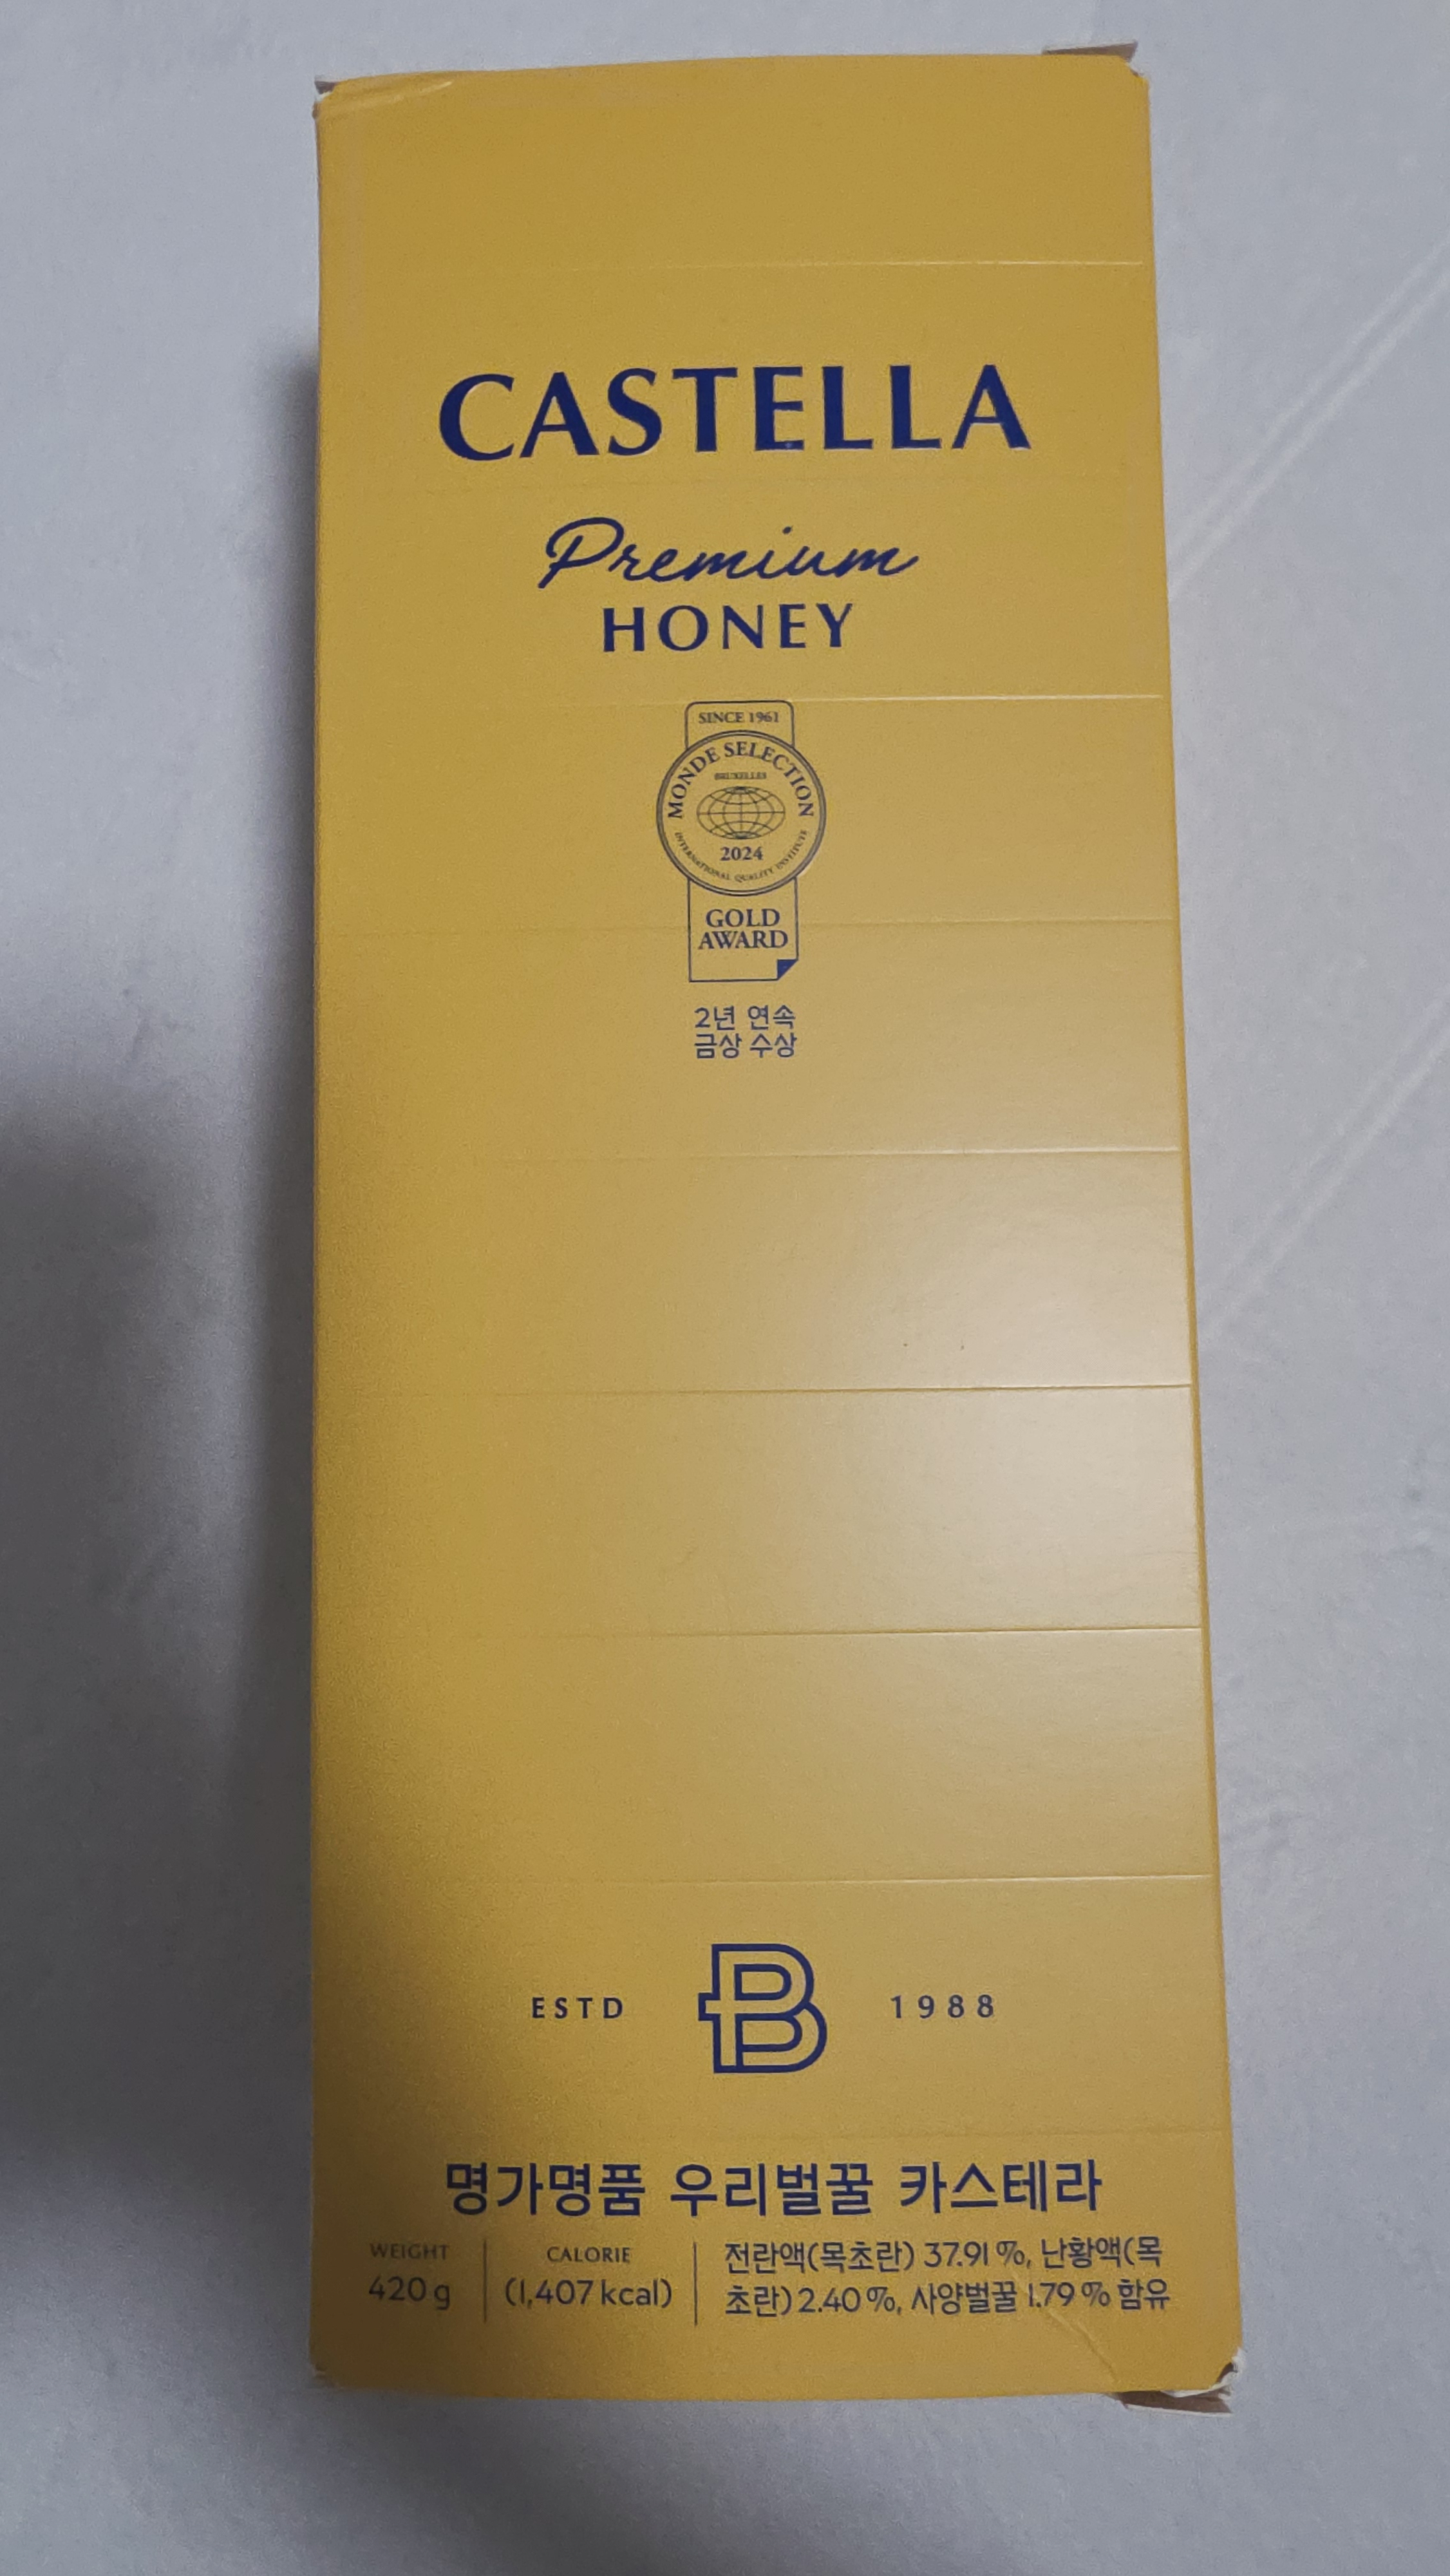 CASTELLA
Premium
HONEY
SINCE 1961
MONDE SELECTION
BRUXELLES
2024
INTERNATIONAL QUALITY INSTITUTE
GOLD
AWARD
2년 연속
금상 수상
ESTD B 1988
명가명품 우리벌꿀 카스테라
WEIGHT
420 g
CALORIE
(1,407 kcal)
전란액(목초란) 37.91 %, 난황액(목
초란) 2.40 %, 사양벌꿀 1.79 % 함유